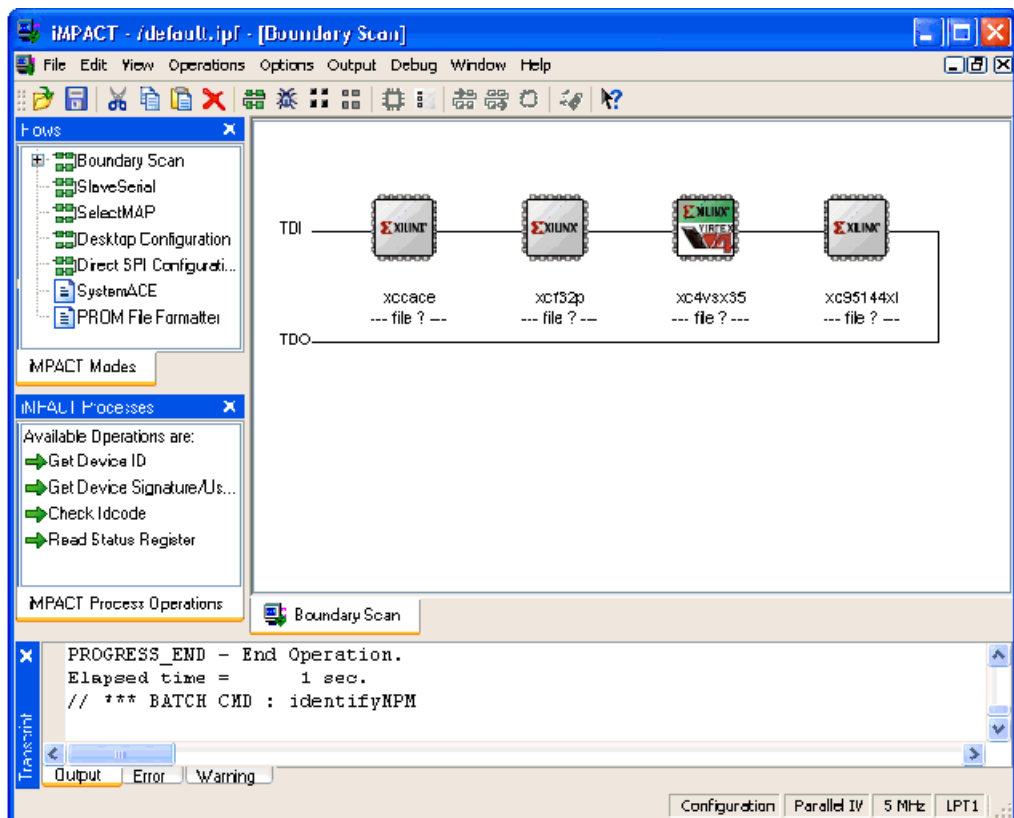 iMPACT - /default.ipf - [Boundary Scan]
File Edit View Operations Options Output Debug Window Help
Flows
Boundary Scan
SlaveSerial
SelectMAP
Desktop Configuration
Direct SPI Configurati...
SystemACE
PROM File Formatter
iMPACT Modes
iMPACT Processes
Available Operations are:
Get Device ID
Get Device Signature/Us...
Check Idcode
Read Status Register
iMPACT Process Operations
TDI
XILINX
XILINX
XILINX
VIRTEX
XILINX
xccace
xcf32p
xc4vsx35
xc95144xl
--- file ? ---
--- file ? ---
--- file ? ---
--- file ? ---
TDO
Boundary Scan
PROGRESS_END - End Operation.
Elapsed time =      1 sec.
// *** BATCH CMD : identifyMPM
Transcript
Output Error Warning
Configuration Parallel IV 5 MHz LPT1